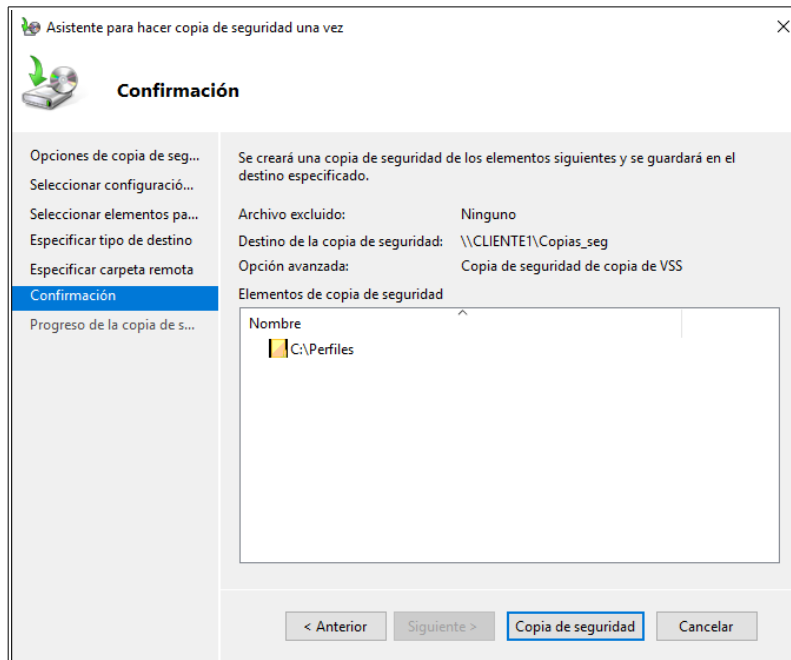 Asistente para hacer copia de seguridad una vez
Confirmación
Opciones de copia de seg...
Seleccionar configuració...
Seleccionar elementos pa...
Especificar tipo de destino
Especificar carpeta remota
Confirmación
Progreso de la copia de s...
Se creará una copia de seguridad de los elementos siguientes y se guardará en el
destino especificado.
Archivo excluido: Ninguno
Destino de la copia de seguridad: \\CLIENTE1\Copias_seg
Opción avanzada: Copia de seguridad de copia de VSS
Elementos de copia de seguridad
Nombre
C:\Perfiles
< Anterior Siguiente > Copia de seguridad Cancelar